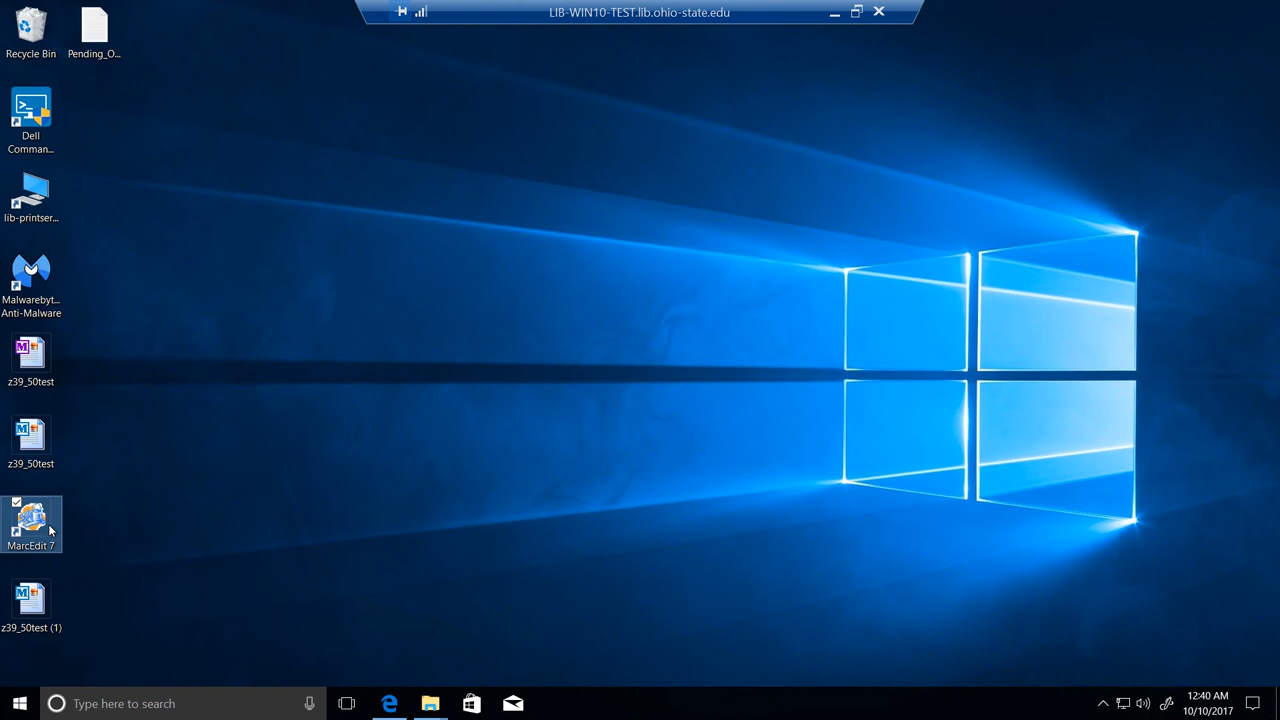 LIB-WIN10-TEST.lib.ohio-state.edu
Recycle Bin
Pending_O...
Dell
Comman...
lib-printser...
Malwarebyt...
Anti-Malware
M
z39_50test
M
z39_50test
MarcEdit 7
M
z39_50test (1)
Type here to search
12:40 AM
10/10/2017